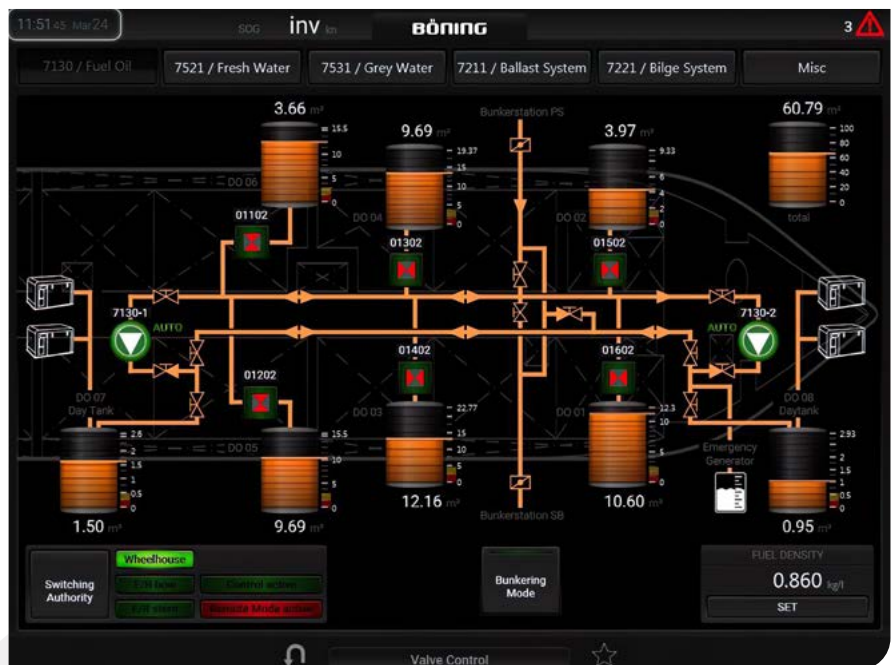 11:51:45 Mar24
SOG inv kn
BÖNING
3
7130 / Fuel Oil
7521 / Fresh Water
7531 / Grey Water
7211 / Ballast System
7221 / Bilge System
Misc
3.66 m³
15.5
10
5
0
DO 06
01102
9.69 m³
19.37
15
10
5
0
DO 04
01302
Bunkerstation PS
3.97 m³
9.33
6
4
2
0
DO 02
01502
60.79 m³
100
80
60
40
20
0
total
7130-1
AUTO
7130-2
AUTO
01202
01402
01602
DO 07
Day Tank
2.6
2
1.5
1
0.5
0
1.50 m³
DO 05
15.5
10
5
0
9.69 m³
DO 03
22.77
15
10
5
0
12.16 m³
DO 01
12.3
10
5
0
10.60 m³
Bunkerstation SB
Emergency
Generator
DO 08
Daytank
2.93
2
1.5
1
0.5
0
0.95 m³
Switching
Authority
Wheelhouse
E/R bow
Control active
E/R stern
Remote Mode active
Bunkering
Mode
FUEL DENSITY
0.860 kg/l
SET
Valve Control